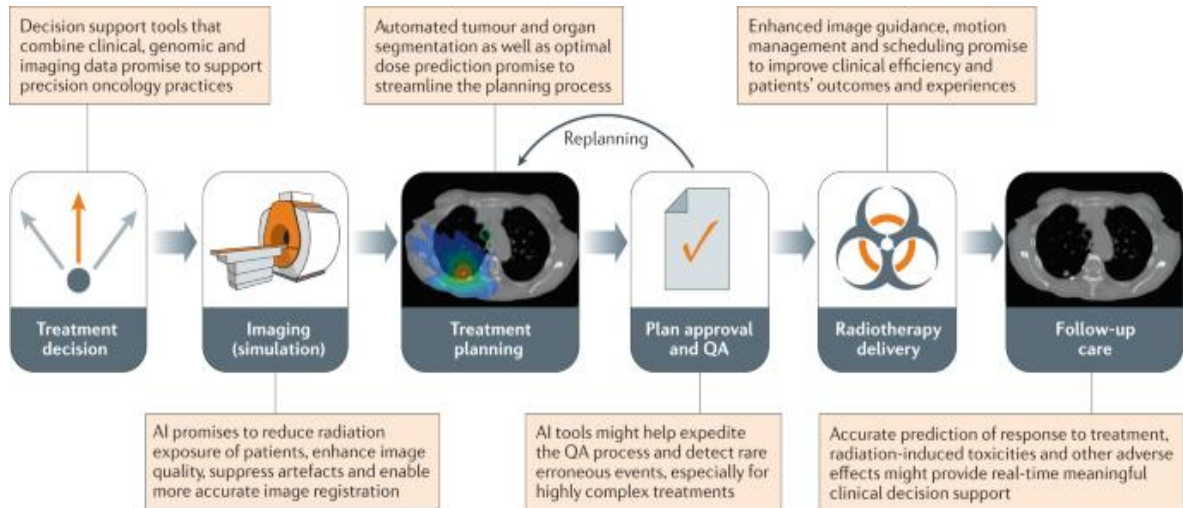 Decision support tools that
combine clinical, genomic and
imaging data promise to support
precision oncology practices
Automated tumour and organ
segmentation as well as optimal
dose prediction promise to
streamline the planning process
Enhanced image guidance, motion
management and scheduling promise
to improve clinical efficiency and
patients' outcomes and experiences
Replanning
Treatment
decision
Imaging
(simulation)
Treatment
planning
Plan approval
and QA
Radiotherapy
delivery
Follow-up
care
AI promises to reduce radiation
exposure of patients, enhance image
quality, suppress artefacts and enable
more accurate image registration
AI tools might help expedite
the QA process and detect rare
erroneous events, especially for
highly complex treatments
Accurate prediction of response to treatment,
radiation-induced toxicities and other adverse
effects might provide real-time meaningful
clinical decision support